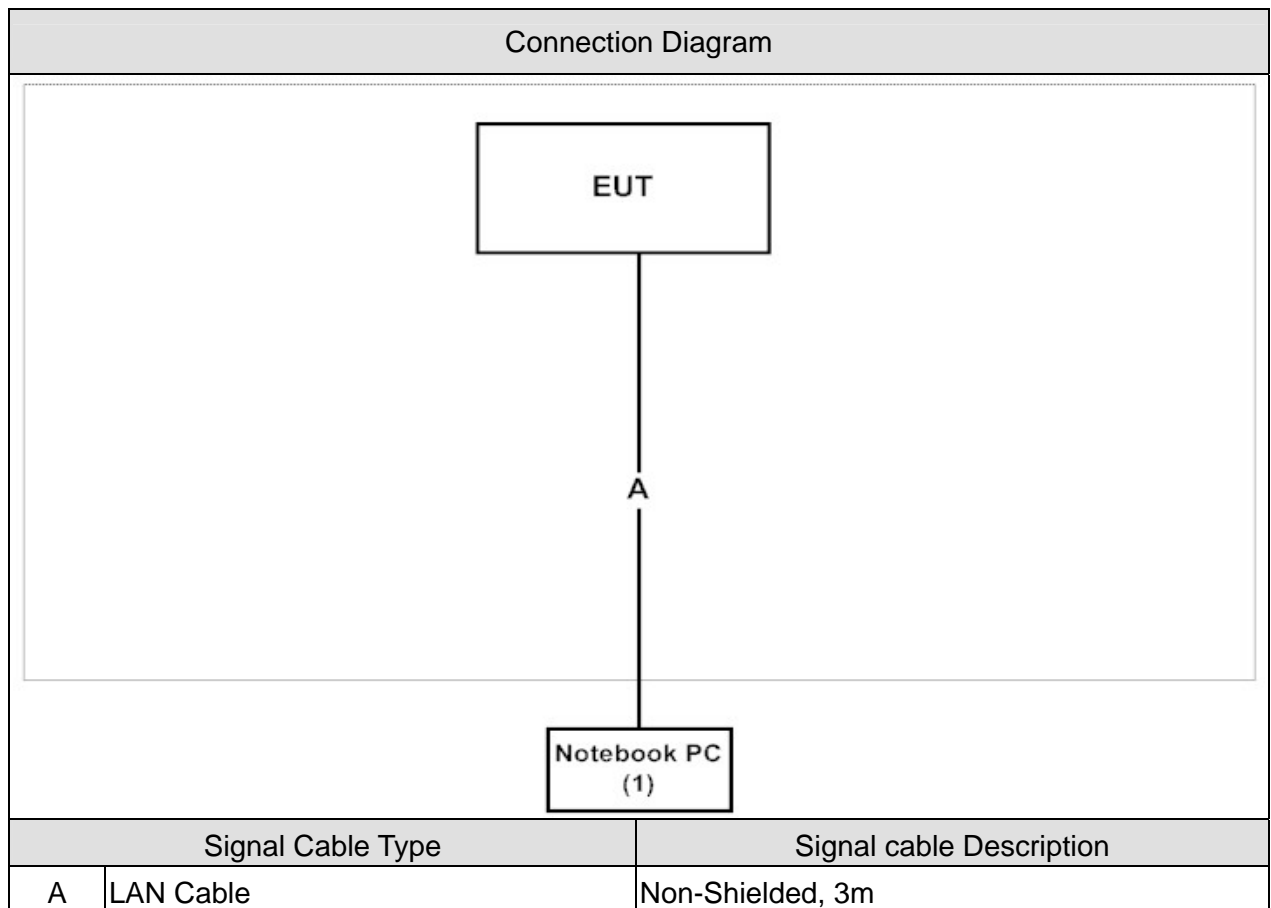 Connection Diagram
EUT
A
Notebook PC
(1)
Signal Cable Type Signal cable Description
A LAN Cable Non-Shielded, 3m